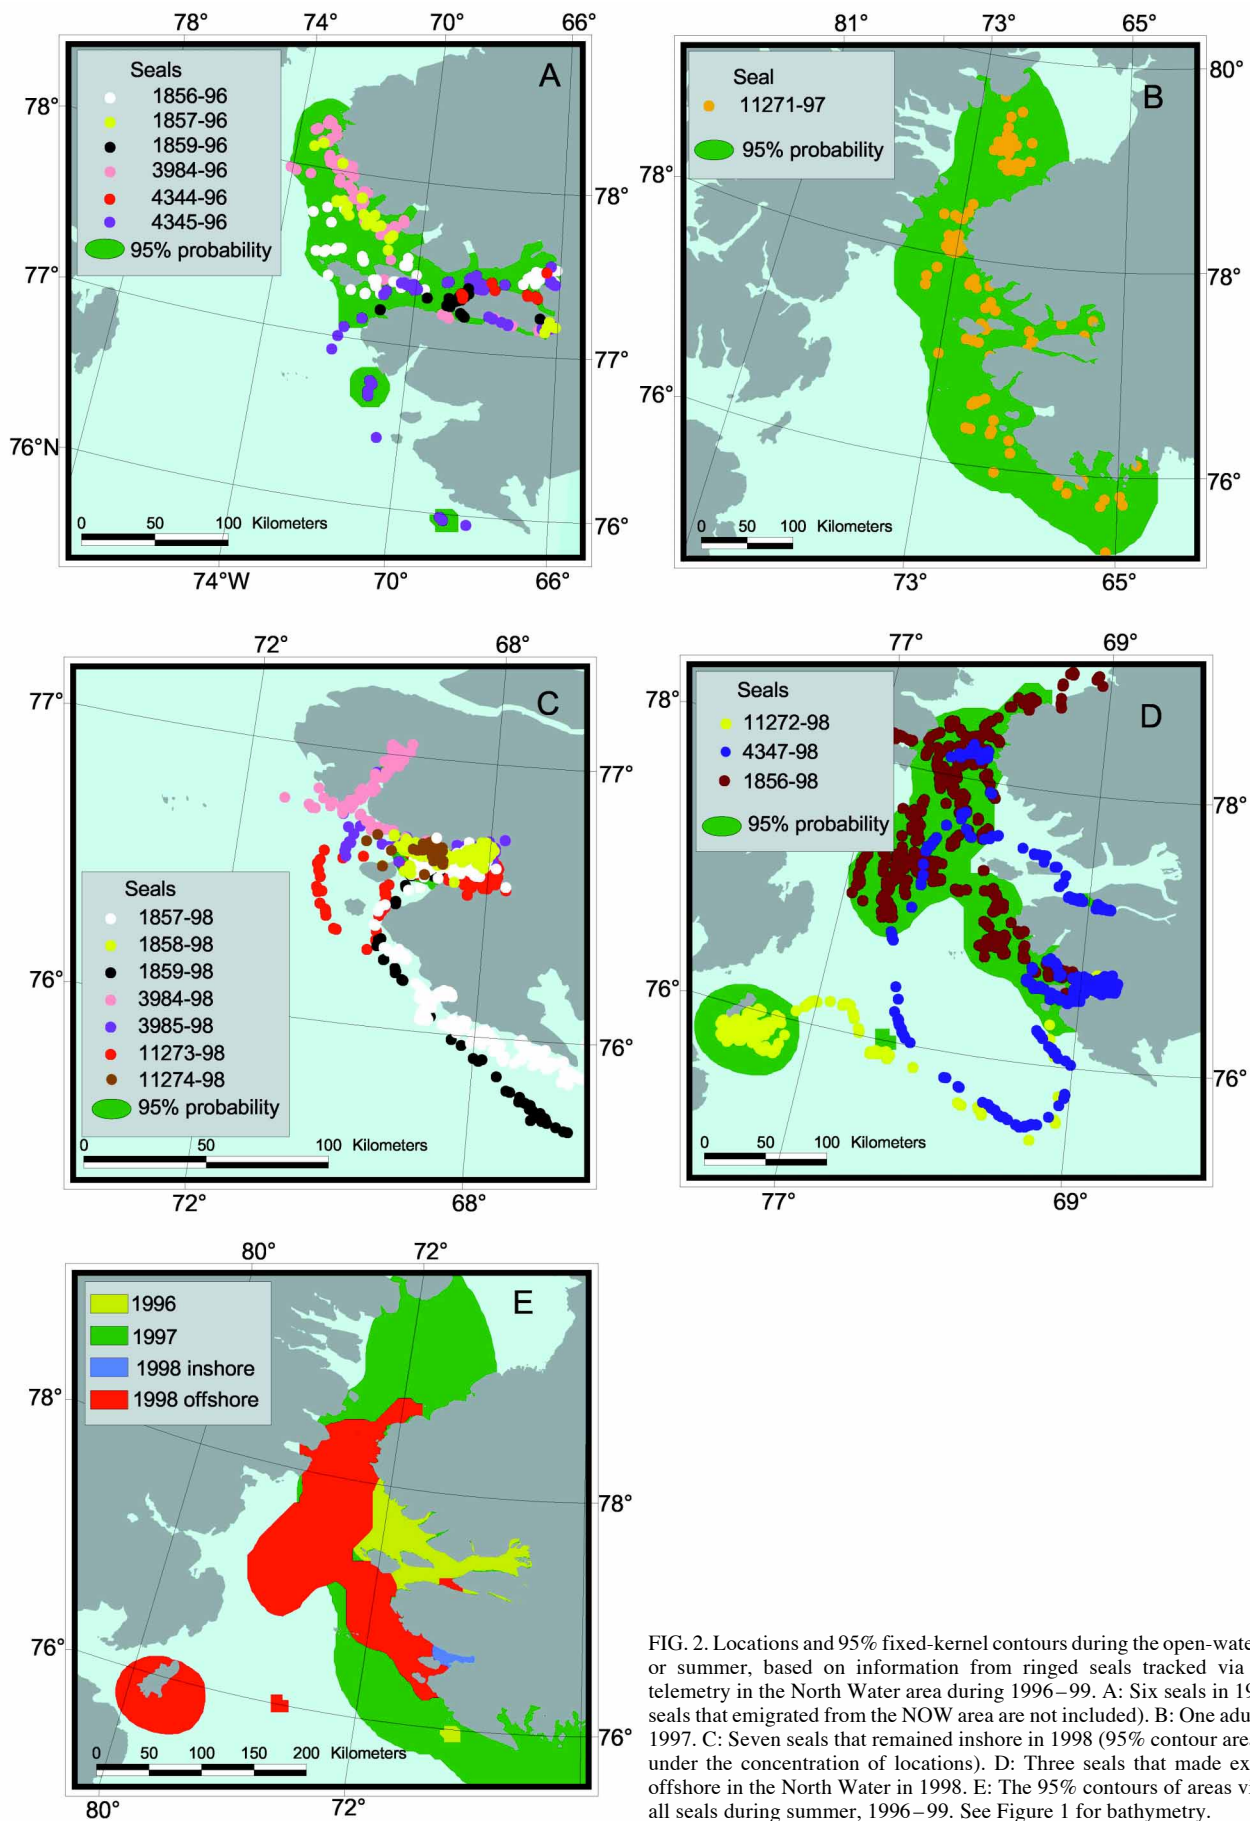 78°
74°
70°
66°
A
Seals
1856-96
1857-96
1859-96
3984-96
4344-96
4345-96
95% probability
78°
77°
76°N
78°
77°
76°
0 50 100 Kilometers
74°W
70°
66°
81°
73°
65°
B
Seal
11271-97
95% probability
80°
78°
76°
78°
76°
0 50 100 Kilometers
73°
65°
72°
68°
C
77°
76°
77°
76°
Seals
1857-98
1858-98
1859-98
3984-98
3985-98
11273-98
11274-98
95% probability
0 50 100 Kilometers
72°
68°
77°
69°
D
Seals
11272-98
4347-98
1856-98
95% probability
78°
76°
78°
76°
0 50 100 Kilometers
77°
69°
80°
72°
E
1996
1997
1998 inshore
1998 offshore
78°
76°
78°
76°
0 50 100 150 200 Kilometers
80°
72°
FIG. 2. Locations and 95% fixed-kernel contours during the open-wate
or summer, based on information from ringed seals tracked via
telemetry in the North Water area during 1996–99. A: Six seals in 19
seals that emigrated from the NOW area are not included). B: One adu
1997. C: Seven seals that remained inshore in 1998 (95% contour area
under the concentration of locations). D: Three seals that made ex
offshore in the North Water in 1998. E: The 95% contours of areas v
all seals during summer, 1996–99. See Figure 1 for bathymetry.